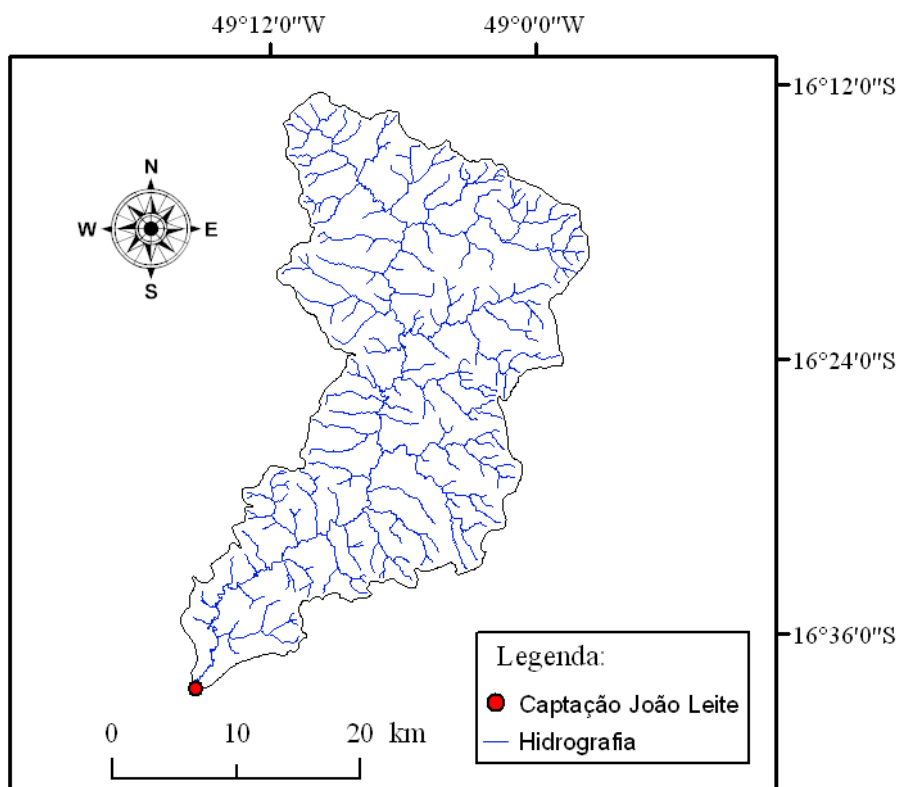 49°12'0"W
49°0'0"W
16°12'0"S
N
W
E
S
16°24'0"S
16°36'0"S
Legenda:
Captação João Leite
Hidrografia
0 10 20 km